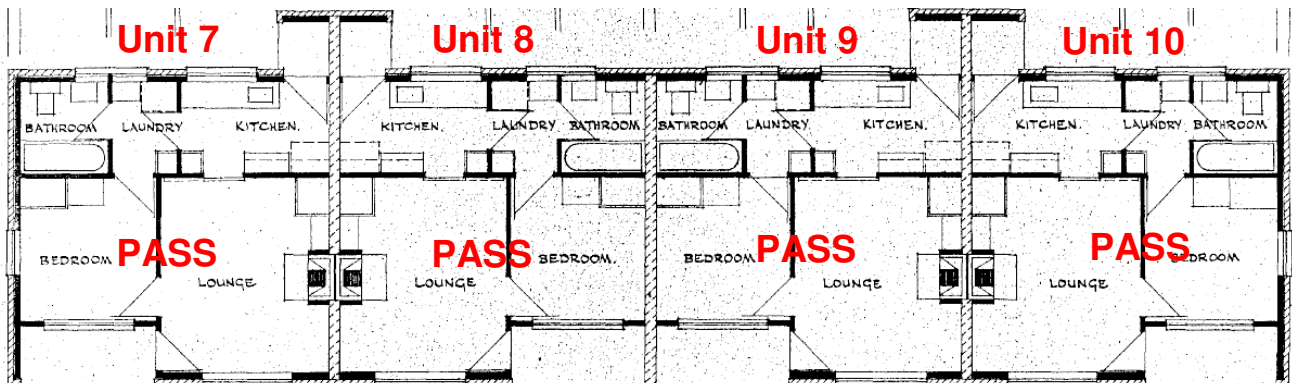 Unit 7 Unit 8 Unit 9 Unit 10
BATHROOM LAUNDRY KITCHEN. KITCHEN. LAUNDRY BATHROOM BATHROOM LAUNDRY KITCHEN. KITCHEN. LAUNDRY BATHROOM
PASS PASS PASS PASS
BEDROOM BEDROOM. BEDROOM BEDROOM
LOUNGE LOUNGE LOUNGE LOUNGE